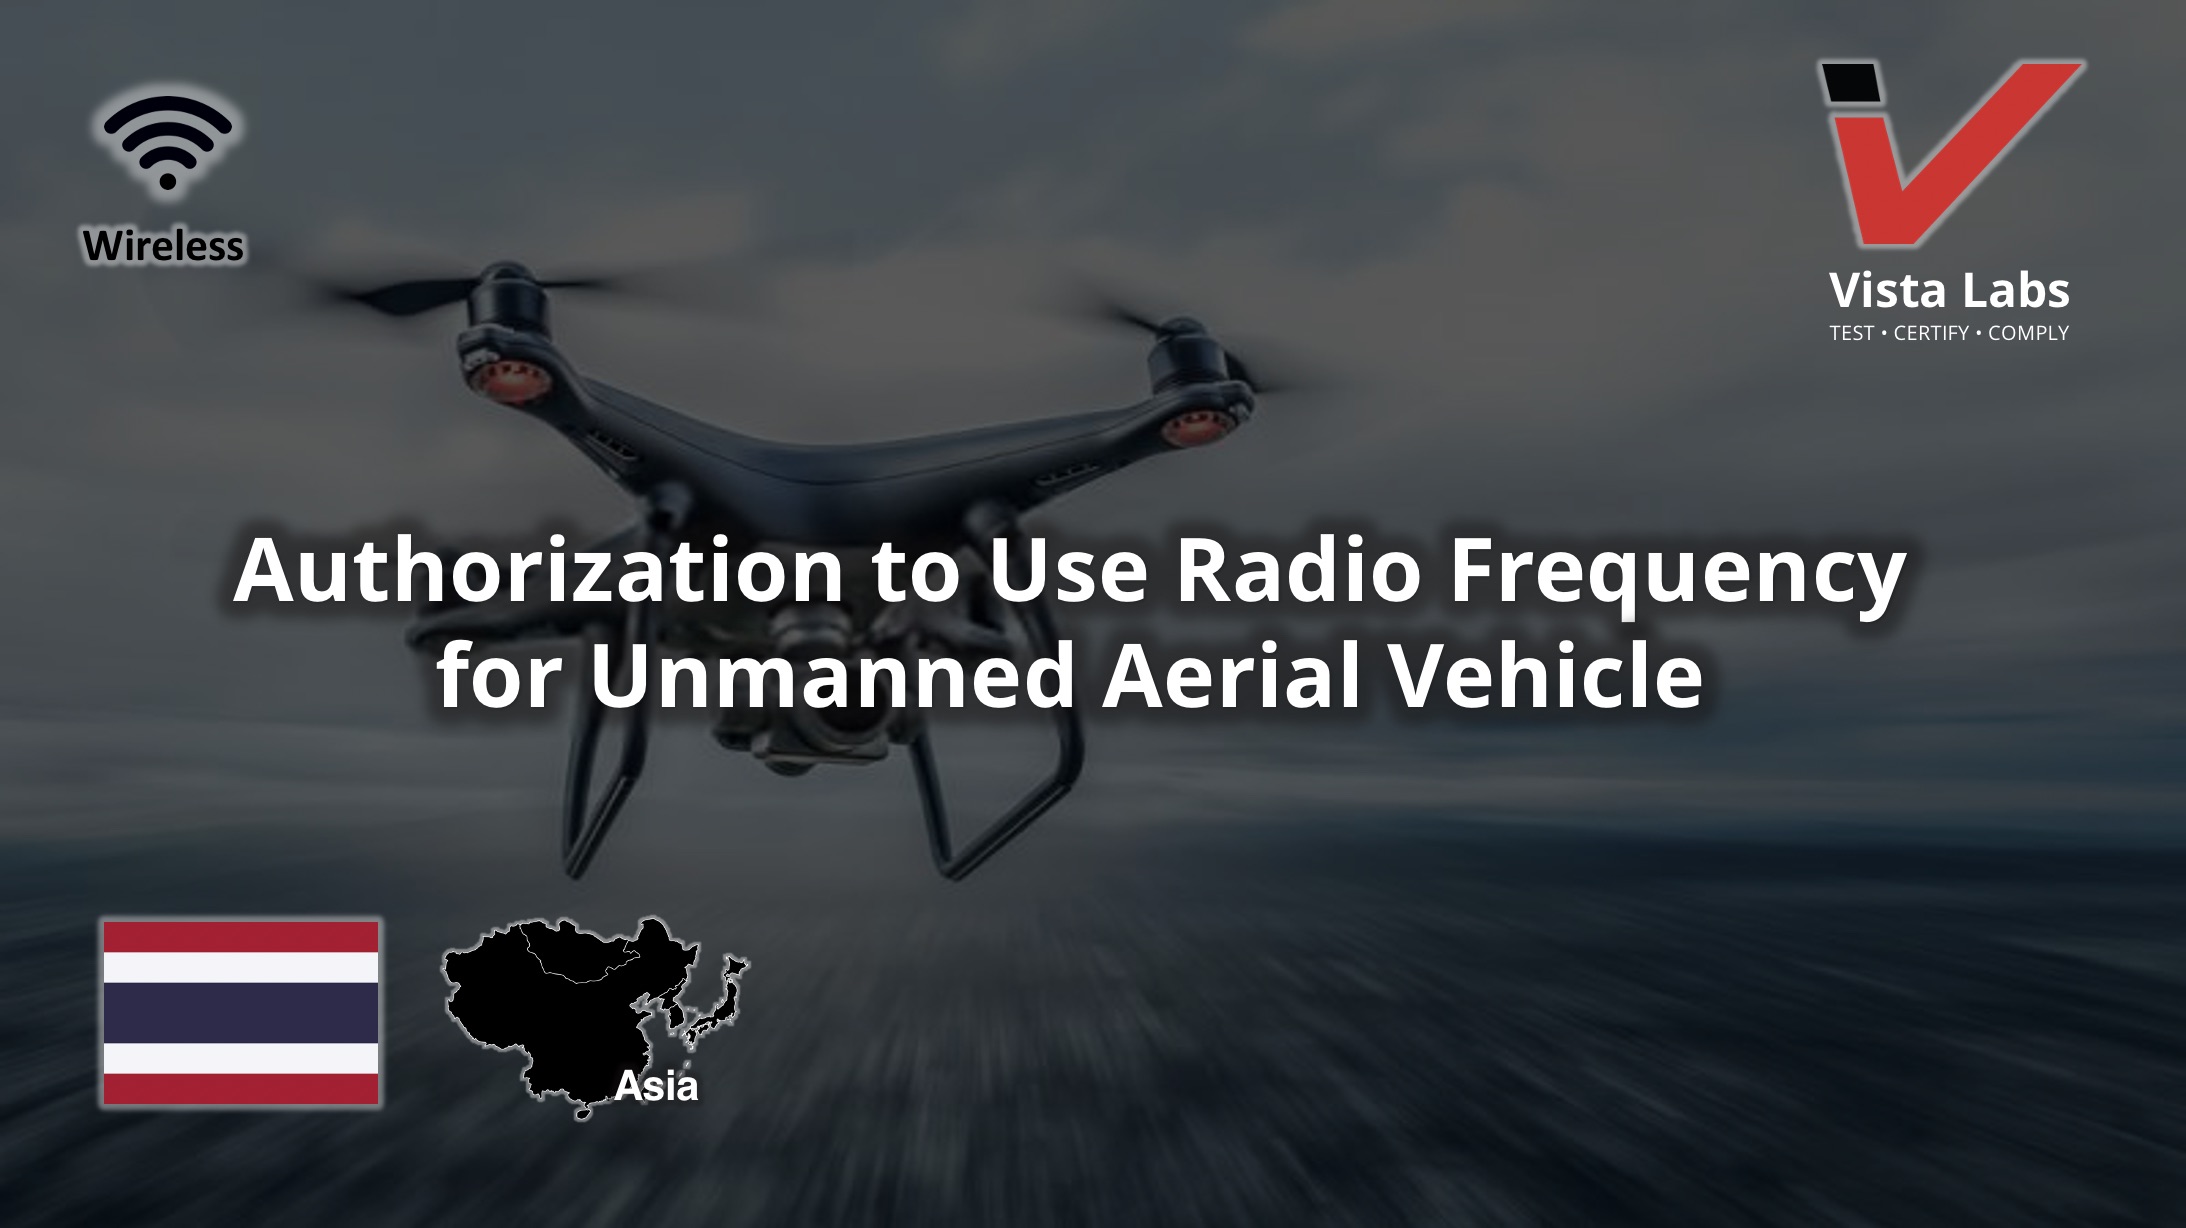 Wireless
Vista Labs
TEST • CERTIFY • COMPLY
Authorization to Use Radio Frequency
for Unmanned Aerial Vehicle
Asia